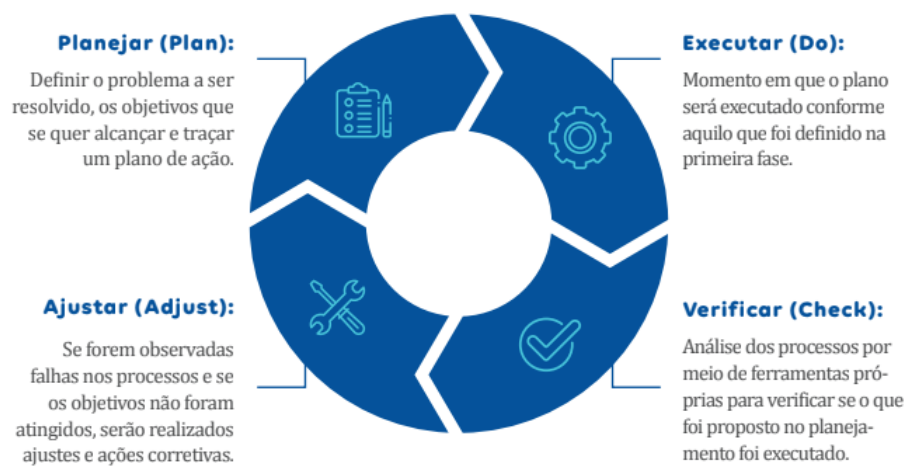 Planejar (Plan):
Definir o problema a ser
resolvido, os objetivos que
se quer alcançar e traçar
um plano de ação.
Executar (Do):
Momento em que o plano
será executado conforme
aquilo que foi definido na
primeira fase.
Ajustar (Adjust):
Se forem observadas
falhas nos processos e se
os objetivos não foram
atingidos, serão realizados
ajustes e ações corretivas.
Verificar (Check):
Análise dos processos por
meio de ferramentas pró-
prias para verificar se o que
foi proposto no planeja-
mento foi executado.